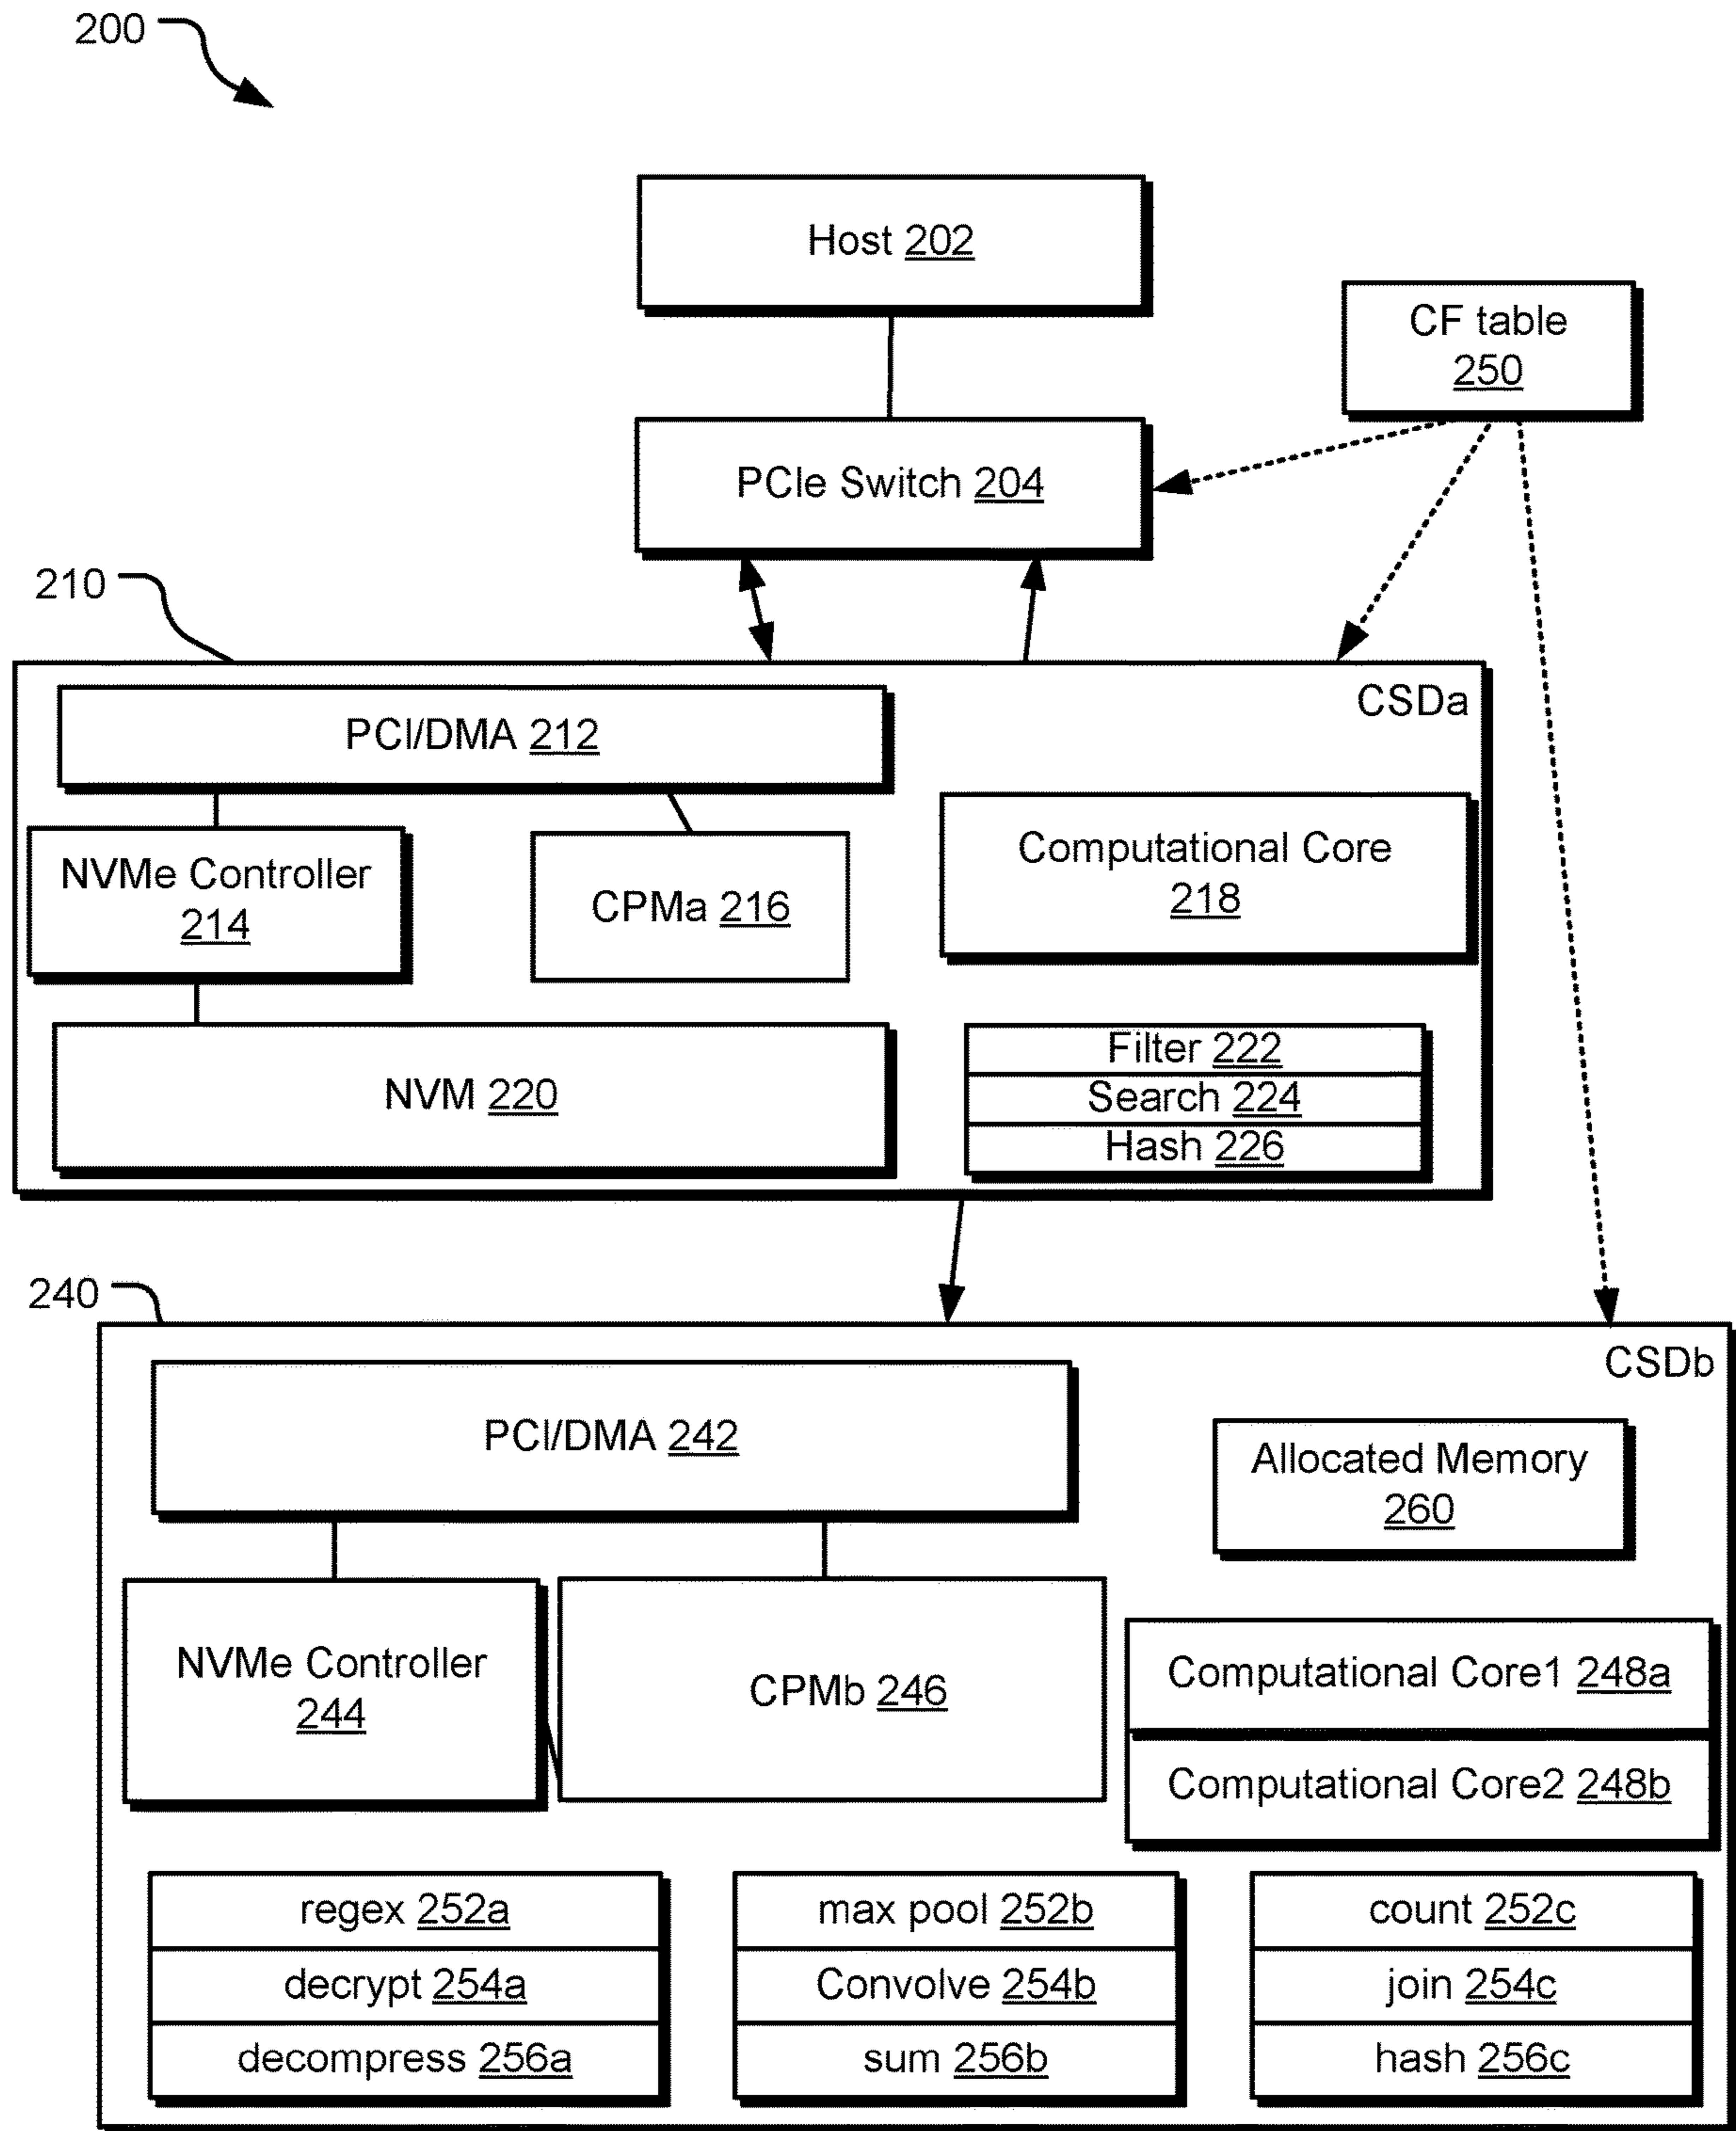 200
Host 202
CF table
250
PCIe Switch 204
210
CSDa
PCI/DMA 212
NVMe Controller
214
CPMa 216
Computational Core
218
NVM 220
Filter 222
Search 224
Hash 226
240
CSDb
PCI/DMA 242
Allocated Memory
260
NVMe Controller
244
CPMb 246
Computational Core1 248a
Computational Core2 248b
regex 252a
decrypt 254a
decompress 256a
max pool 252b
Convolve 254b
sum 256b
count 252c
join 254c
hash 256c